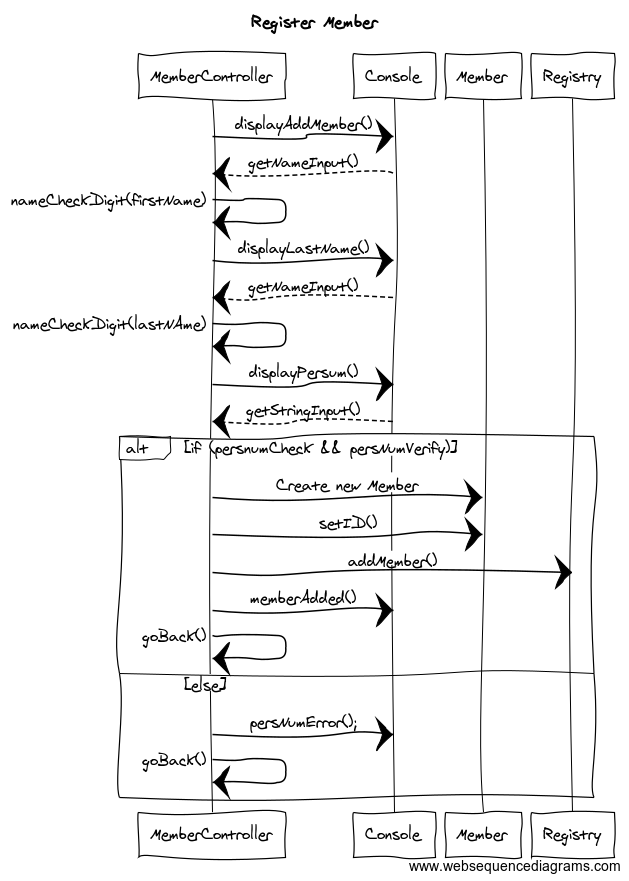 Register Member
MemberController Console Member Registry
displayAddMember()
getNameInput()
nameCheckDigit(firstName)
displayLastName()
getNameInput()
nameCheckDigit(lastNAme)
displayPersum()
getStringInput()
alt [if (persnumCheck && persNumVerify)]
Create new Member
setID()
addMember()
memberAdded()
goBack()
[else]
persNumError();
goBack()
MemberController Console Member Registry
www.websequencediagrams.com